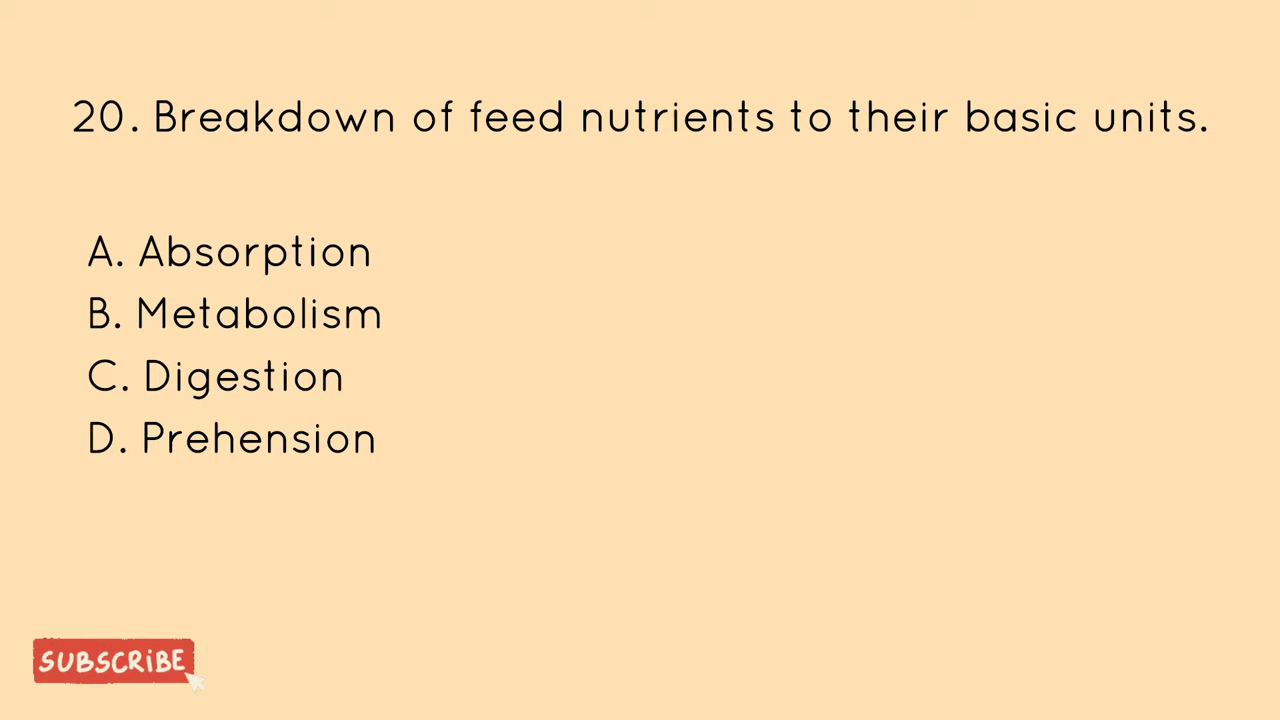 20. Breakdown of feed nutrients to their basic units.
A. Absorption
B. Metabolism
C. Digestion
D. Prehension
SUBSCRiBE